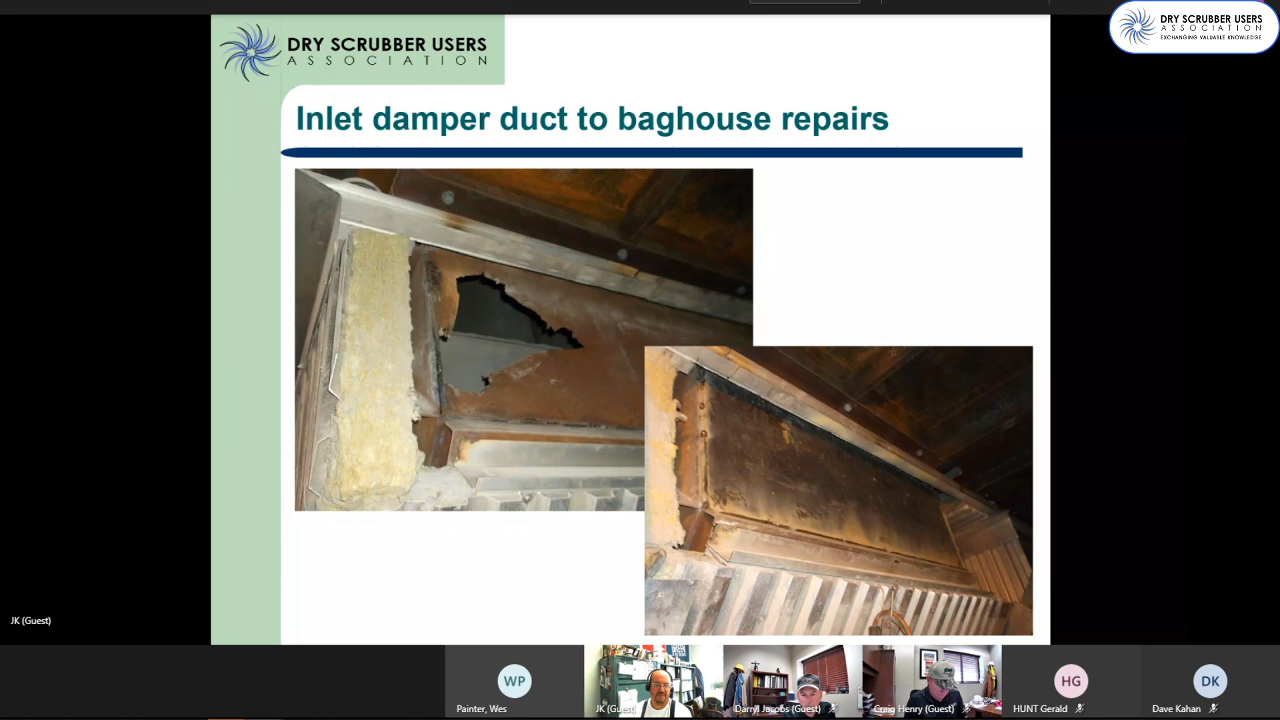 DRY SCRUBBER USERS
ASSOCIATION
EXCHANGING VALUABLE KNOWLEDGE
DRY SCRUBBER USERS
ASSOCIATION
Inlet damper duct to baghouse repairs
JK (Guest)
WP
HG
DK
Painter, Wes
JK (Guest)
Darryl Jacobs (Guest)
Craig Henry (Guest)
HUNT Gerald
Dave Kahan